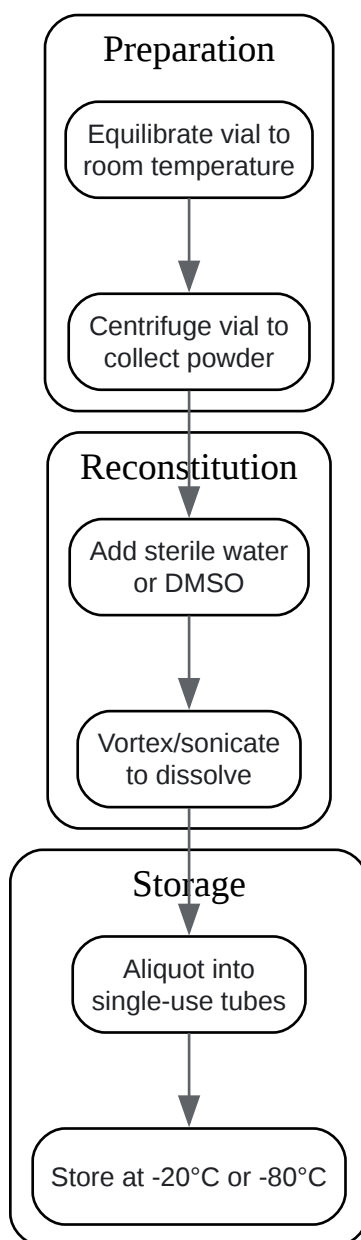 Preparation
Equilibrate vial to
room temperature
Centrifuge vial to
collect powder
Reconstitution
Add sterile water
or DMSO
Vortex/sonicate
to dissolve
Storage
Aliquot into
single-use tubes
Store at -20°C or -80°C